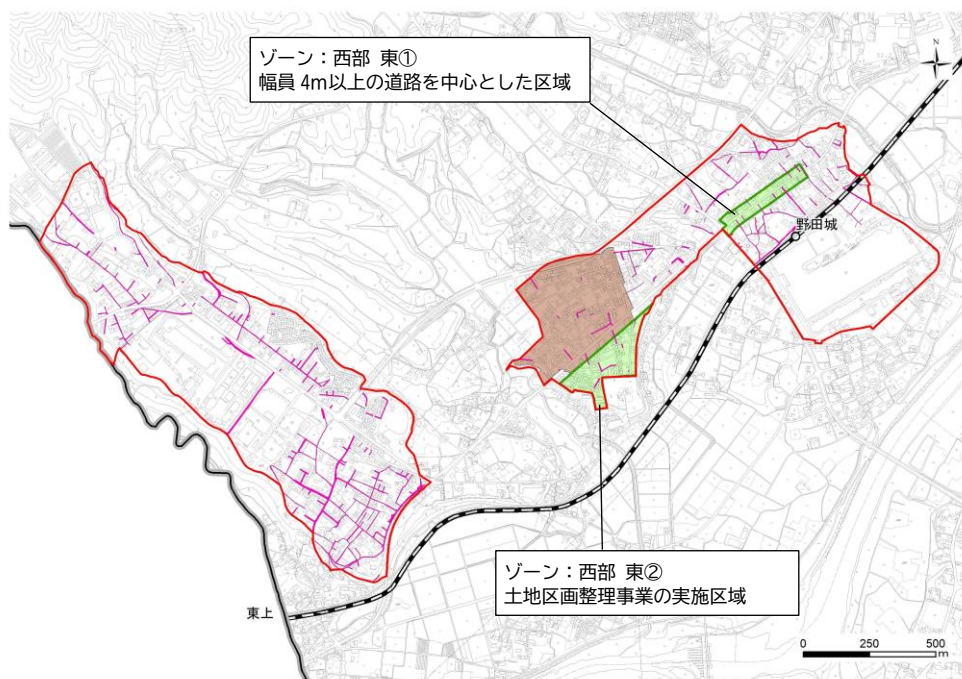 ゾーン：西部 東①
幅員 4m以上の道路を中心とした区域
N
野田城
ゾーン：西部 東②
土地区画整理事業の実施区域
東上
0 250 500
m